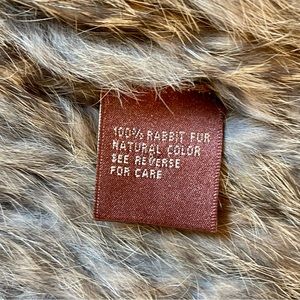 100% RABBIT FUR
NATURAL COLOR
SEE REVERSE
FOR CARE